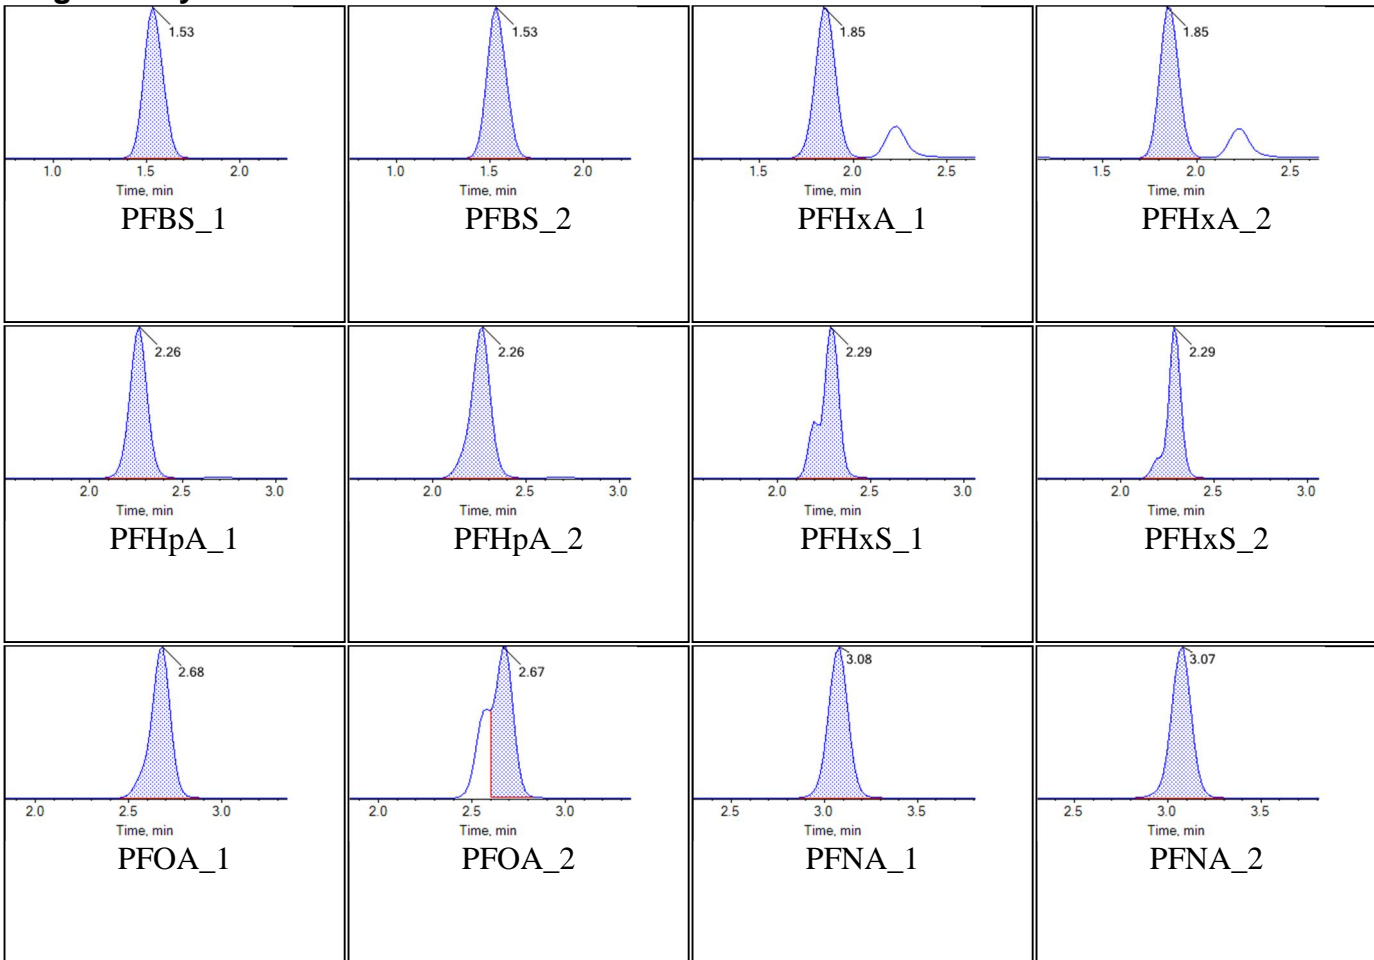 1.53 1.53 1.85 1.85
1.0 1.5 2.0 1.0 1.5 2.0 1.5 2.0 2.5 1.5 2.0 2.5
Time, min Time, min Time, min Time, min
PFBS_1 PFBS_2 PFHxA_1 PFHxA_2
2.26 2.26 2.29 2.29
2.0 2.5 3.0 2.0 2.5 3.0 2.0 2.5 3.0 2.0 2.5 3.0
Time, min Time, min Time, min Time, min
PFHpA_1 PFHpA_2 PFHxS_1 PFHxS_2
2.68 2.67 3.08 3.07
2.0 2.5 3.0 2.0 2.5 3.0 2.5 3.0 3.5 2.5 3.0 3.5
Time, min Time, min Time, min Time, min
PFOA_1 PFOA_2 PFNA_1 PFNA_2